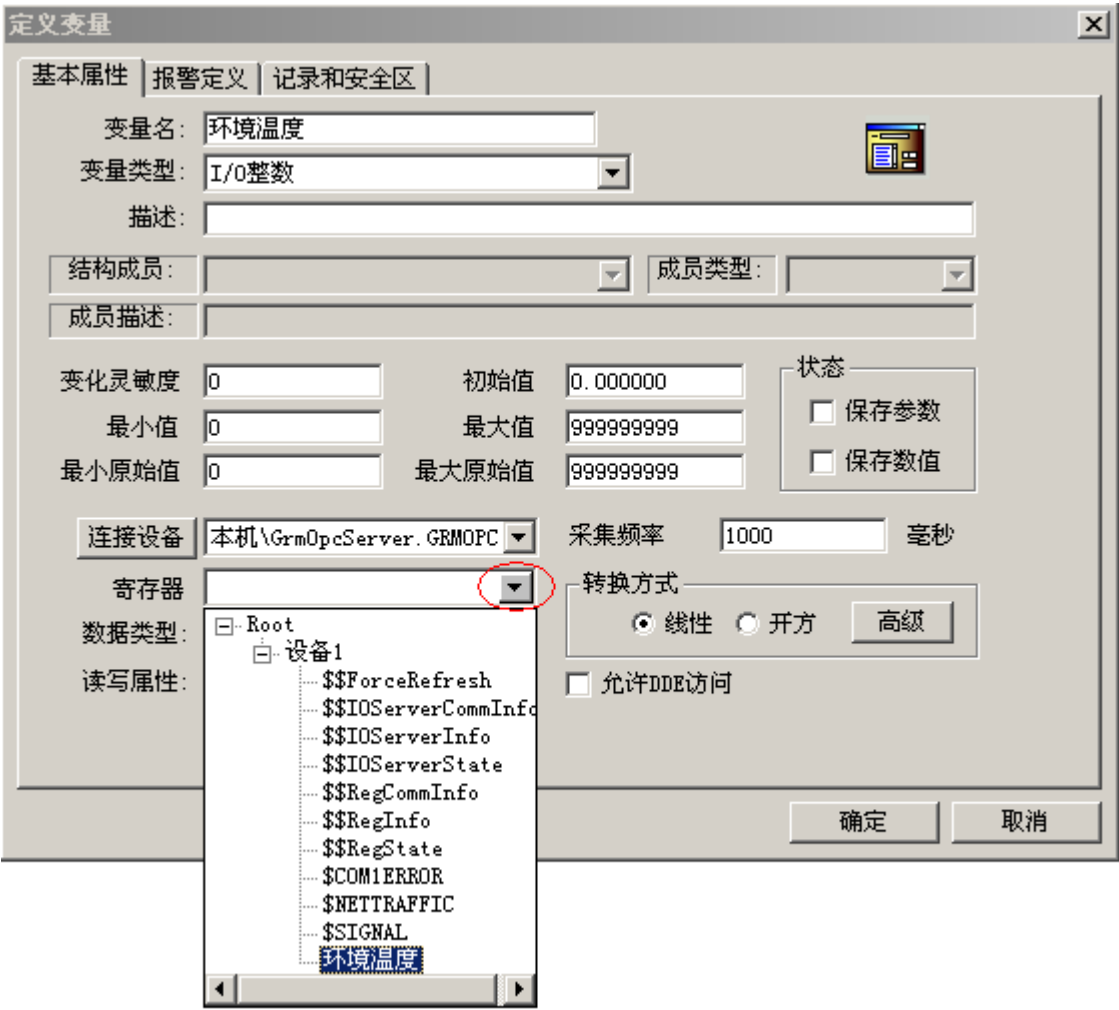 定义变量
基本属性 报警定义 记录和安全区
变量名: 环境温度
变量类型: I/O整数
描述:
结构成员: 成员类型:
成员描述:
变化灵敏度 0 初始值 0.000000 状态
最小值 0 最大值 999999999 保存参数
最小原始值 0 最大原始值 999999999 保存数值
连接设备 本机\GrmOpcServer.GRMOPC 采集频率 1000 毫秒
寄存器 转换方式
数据类型: 线性 开方 高级
读写属性: 允许DDE访问
Root
设备1
$$ForceRefresh
$$IOServerCommInfo
$$IOServerInfo
$$IOServerState
$$RegCommInfo
$$RegInfo
$$RegState
$COM1ERROR
$NETTRAFFIC
$SIGNAL
环境温度
确定 取消